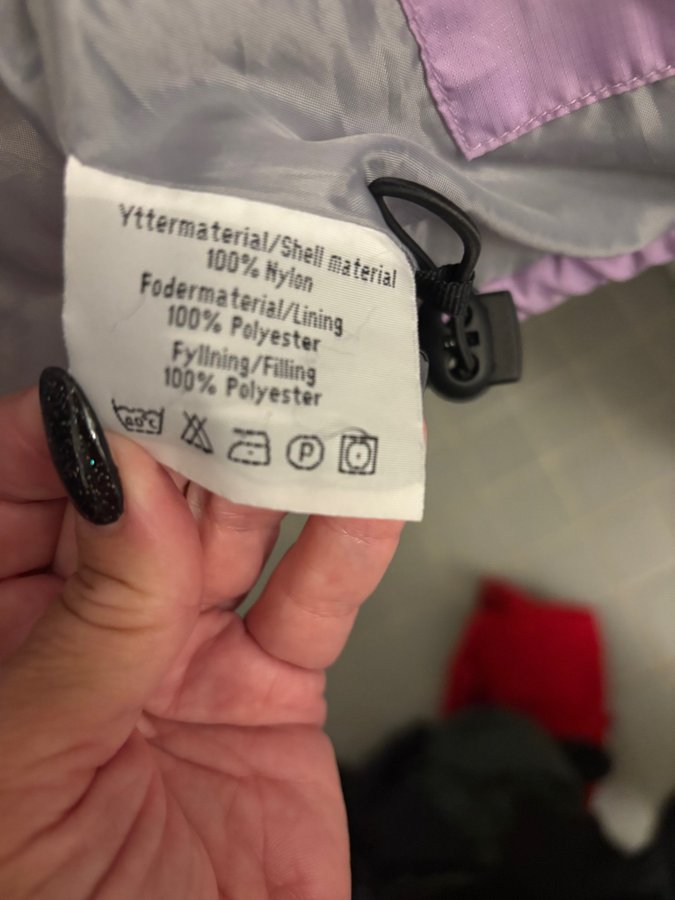 Yttermaterial/Shell material
100% Nylon
Fodermaterial/Lining
100% Polyester
Fyllning/Filling
100% Polyester
P